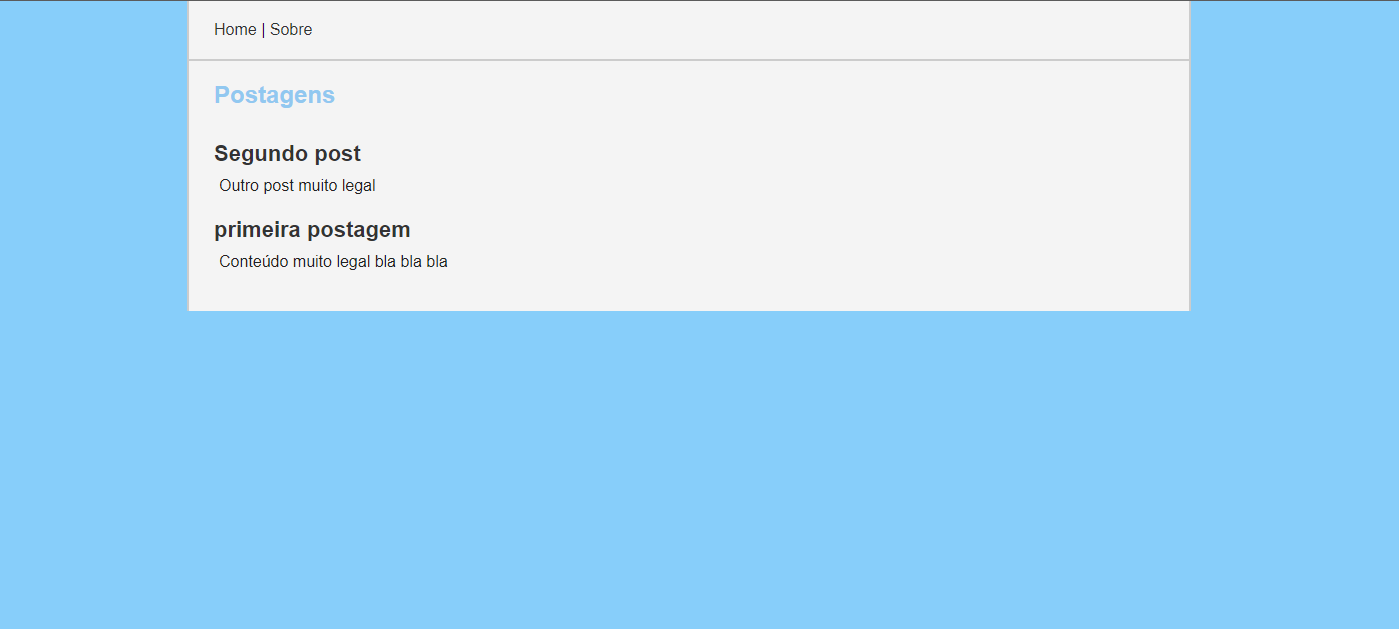 Home | Sobre
Postagens
Segundo post
Outro post muito legal
primeira postagem
Conteúdo muito legal bla bla bla